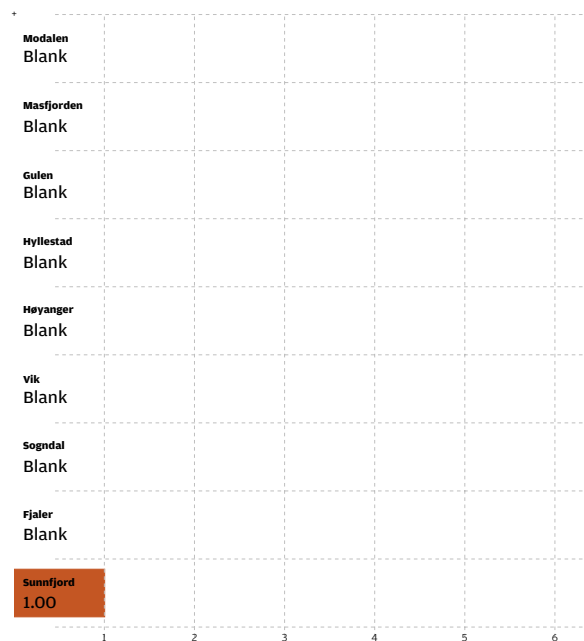 +
Modalen
Blank
Masfjorden
Blank
Gulen
Blank
Hyllestad
Blank
Høyanger
Blank
Vik
Blank
Sogndal
Blank
Fjaler
Blank
Sunnfjord
1.00
1 2 3 4 5 6